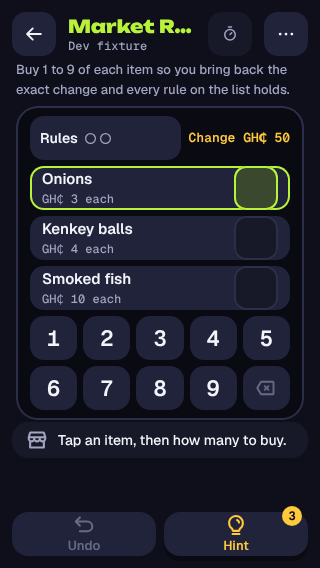 Market R...
Dev fixture
Buy 1 to 9 of each item so you bring back the
exact change and every rule on the list holds.
Rules
Change GH₵ 50
Onions
GH₵ 3 each
Kenkey balls
GH₵ 4 each
Smoked fish
GH₵ 10 each
1 2 3 4 5
6 7 8 9
Tap an item, then how many to buy.
Undo
Hint
3